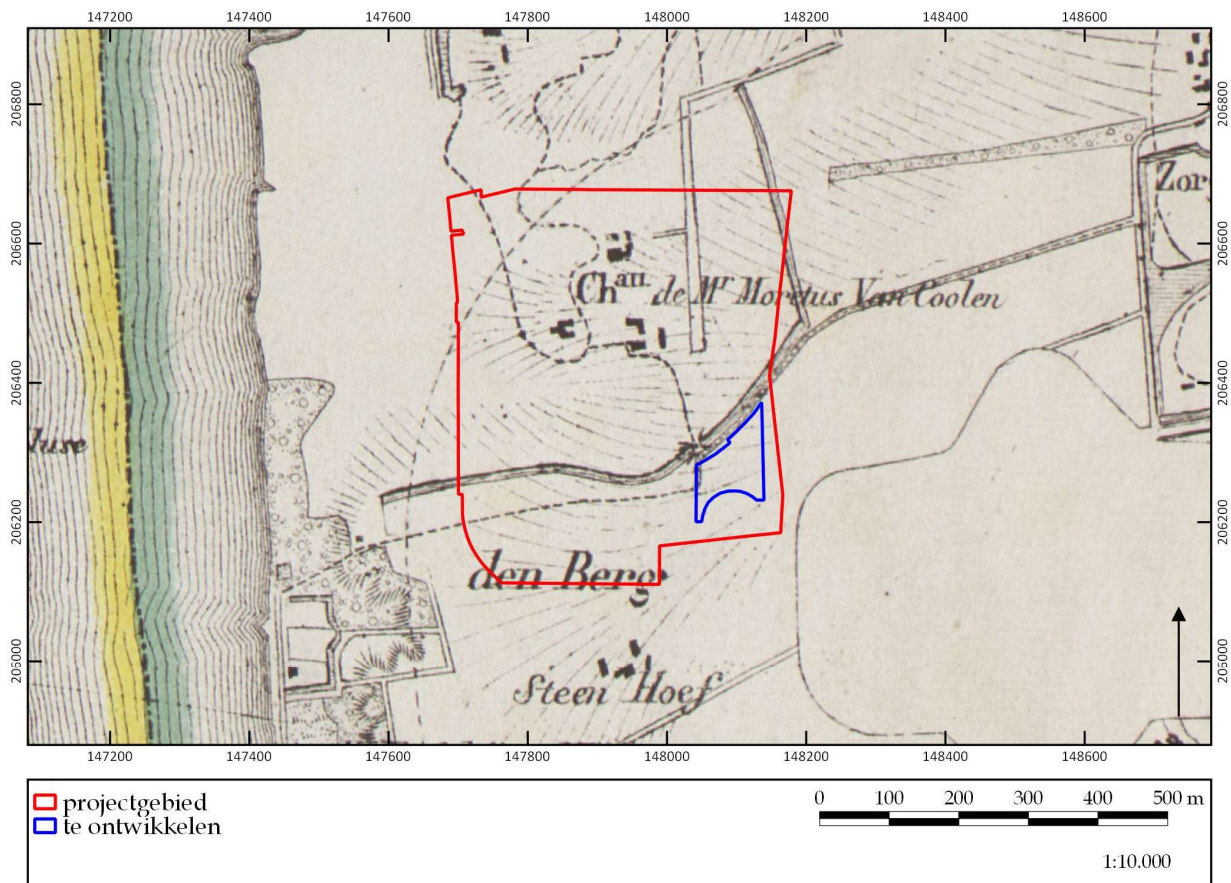 147200 147400 147600 147800 148000 148200 148400 148600
206800 206800
Zor
206600 206600
Chau. de Mr Moretus Van Coolen
206400 206400
luse
206200 206200
den Berg
206000 206000
Steen Hoef
147200 147400 147600 147800 148000 148200 148400 148600
projectgebied
te ontwikkelen
0 100 200 300 400 500 m
1:10.000